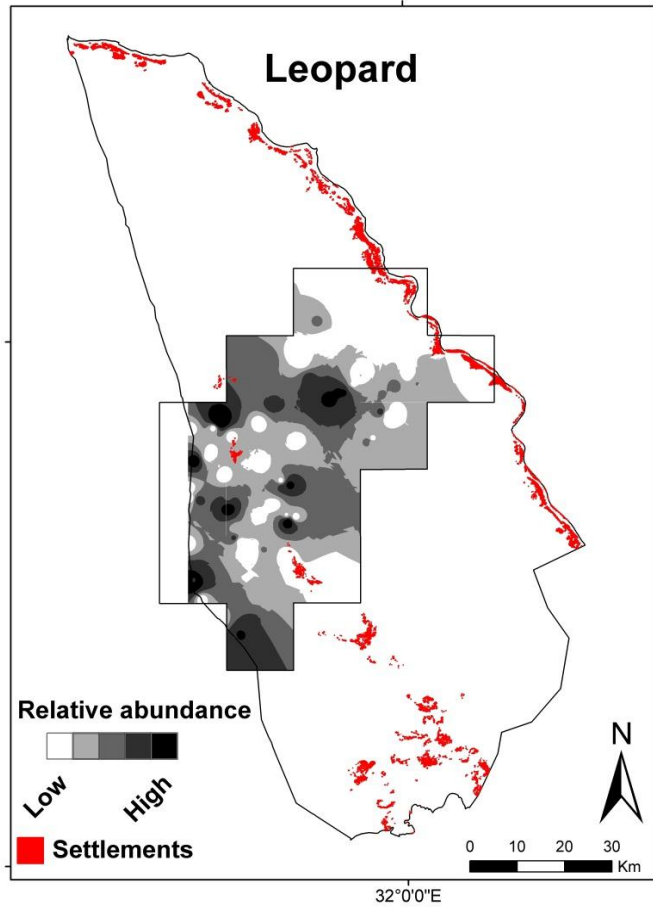 Leopard
Relative abundance
Low High
Settlements
N
0 10 20 30
Km
32°0'0"E